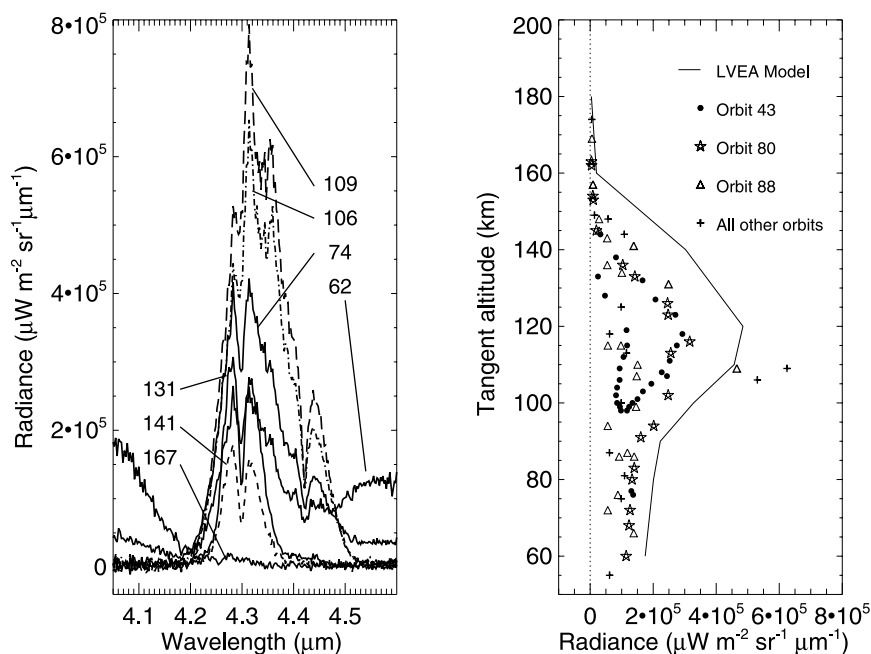 8•10⁵
6•10⁵
4•10⁵
2•10⁵
0
Radiance (μW m⁻² sr⁻¹μm⁻¹)
109
106
74
62
131
141
167
4.1 4.2 4.3 4.4 4.5
Wavelength (μm)
200
180
160
140
120
100
80
60
Tangent altitude (km)
LVEA Model
Orbit 43
Orbit 80
Orbit 88
All other orbits
0 2•10⁵ 4•10⁵ 6•10⁵ 8•10⁵
Radiance (μW m⁻² sr⁻¹ μm⁻¹)